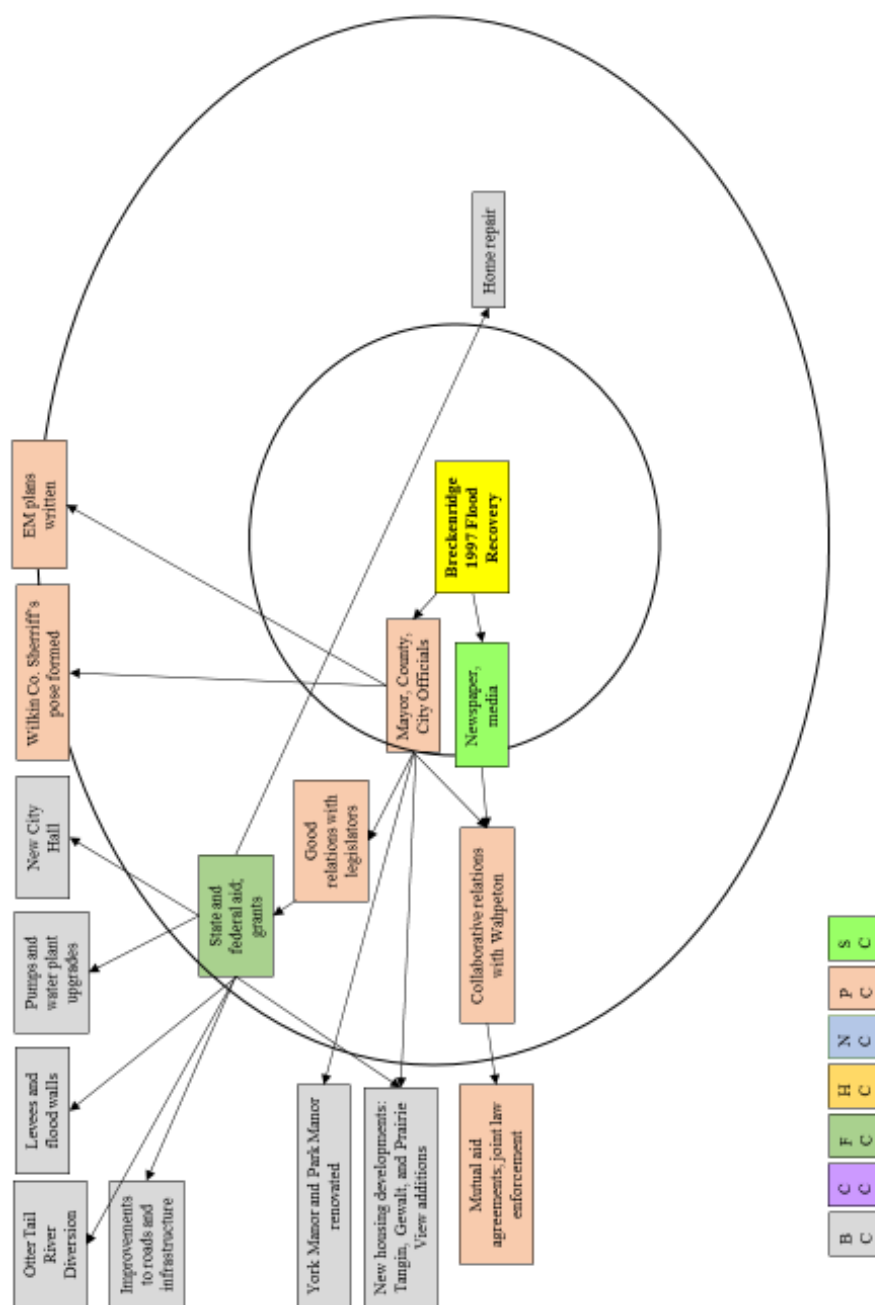 Otter Tail
River
Diversion
Levees and
flood walls
Pumps and
water plant
upgrades
New City
Hall
Wilkin Co. Sherriff's
pose formed
EM plans
written
Improvements
to roads and
infrastructure
State and
federal aid;
grants
York Manor and Park Manor
renovated
Good
relations with
legislators
New housing developments:
Tangin, Gewalt, and Prairie
View additions
Mayor, County,
City Officials
Breckenridge
1997 Flood
Recovery
Home repair
Mutual aid
agreements; joint law
enforcement
Collaborative relations
with Wahpeton
Newspaper,
media
B
C
C
C
F
C
H
C
N
C
P
C
S
C